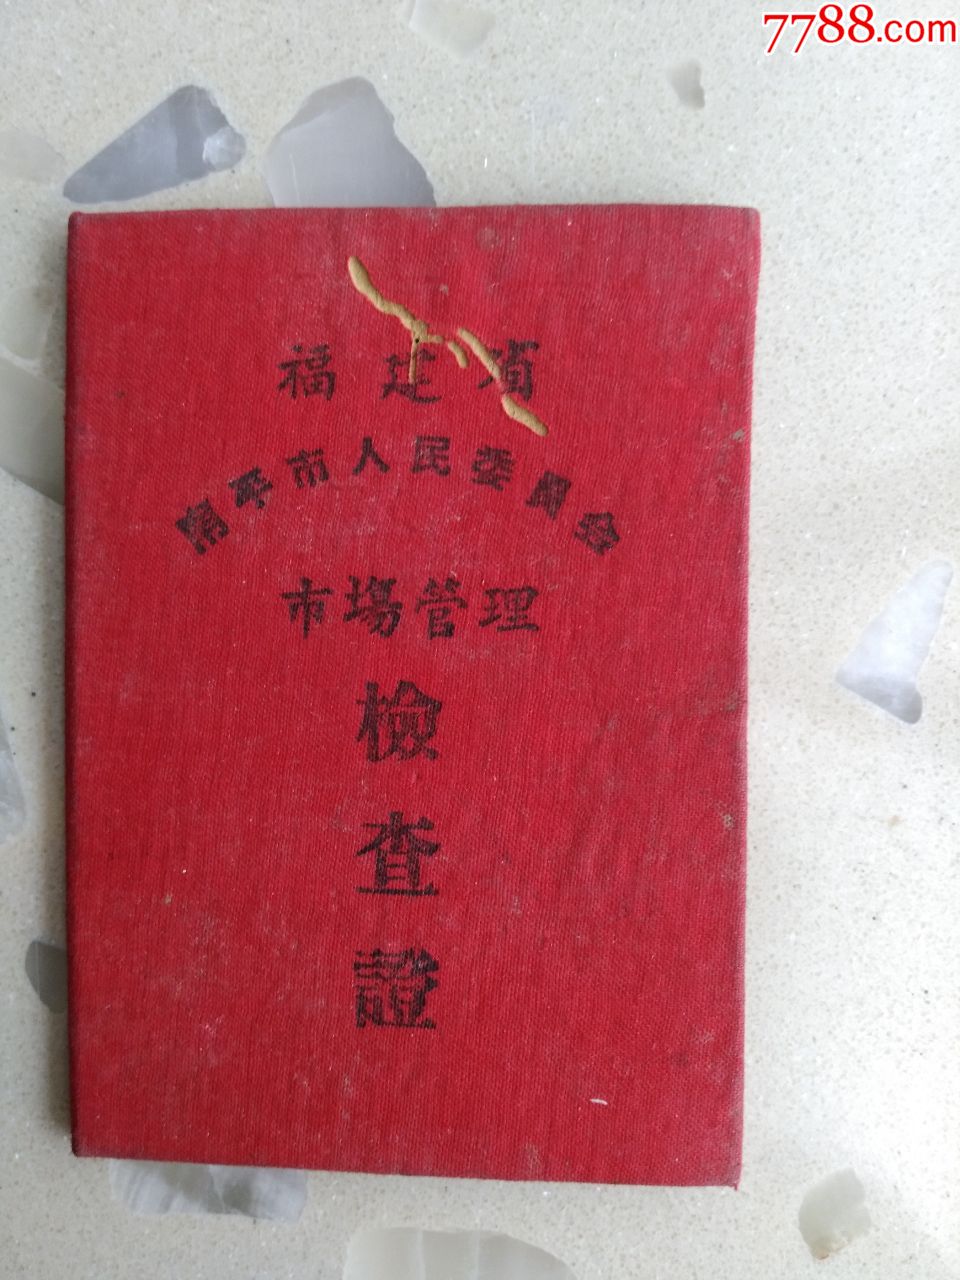 7788.com
福建省
南平市人民委員会
市場管理
檢
查
證